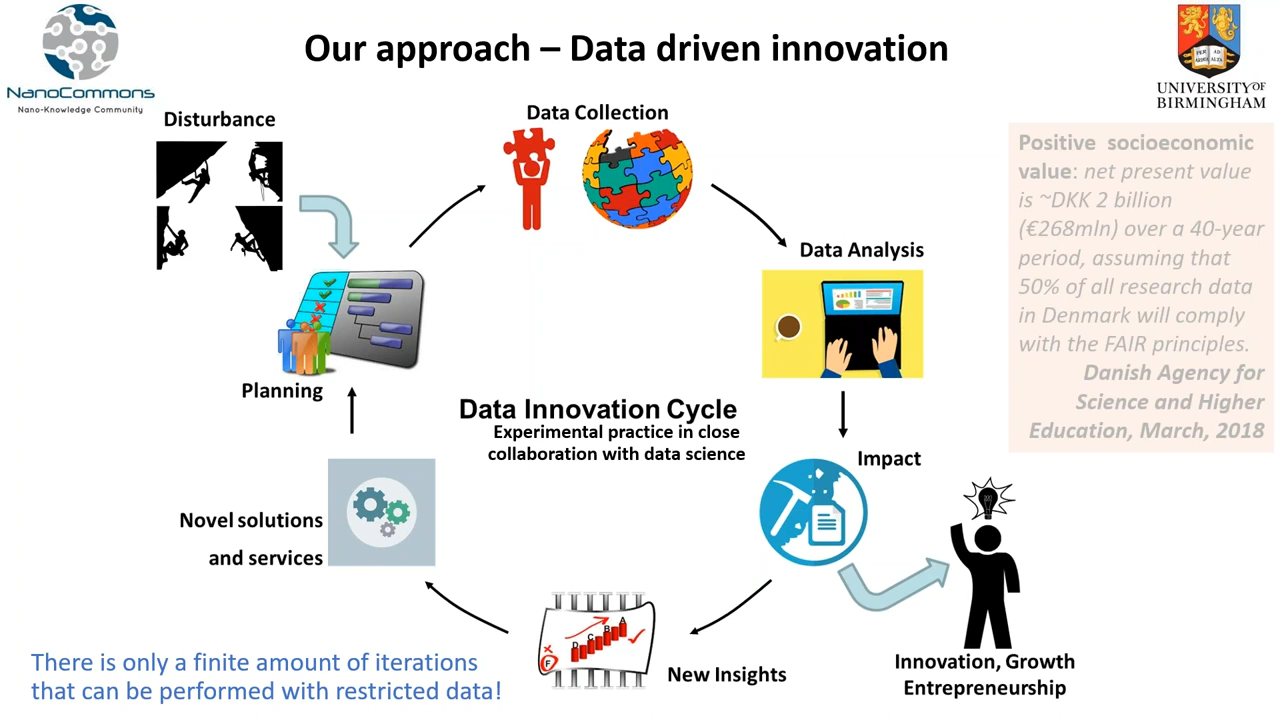 Our approach – Data driven innovation
NanoCommons
Nano-Knowledge Community
UNIVERSITY OF
BIRMINGHAM
PER AD
ARDUA ALTA
Disturbance
Data Collection
Data Analysis
Planning
Data Innovation Cycle
Experimental practice in close
collaboration with data science
Impact
Novel solutions
and services
New Insights
F
D
C
B
A
Innovation, Growth
Entrepreneurship
Positive socioeconomic
value: net present value
is ~DKK 2 billion
(€268mln) over a 40-year
period, assuming that
50% of all research data
in Denmark will comply
with the FAIR principles.
Danish Agency for
Science and Higher
Education, March, 2018
There is only a finite amount of iterations
that can be performed with restricted data!